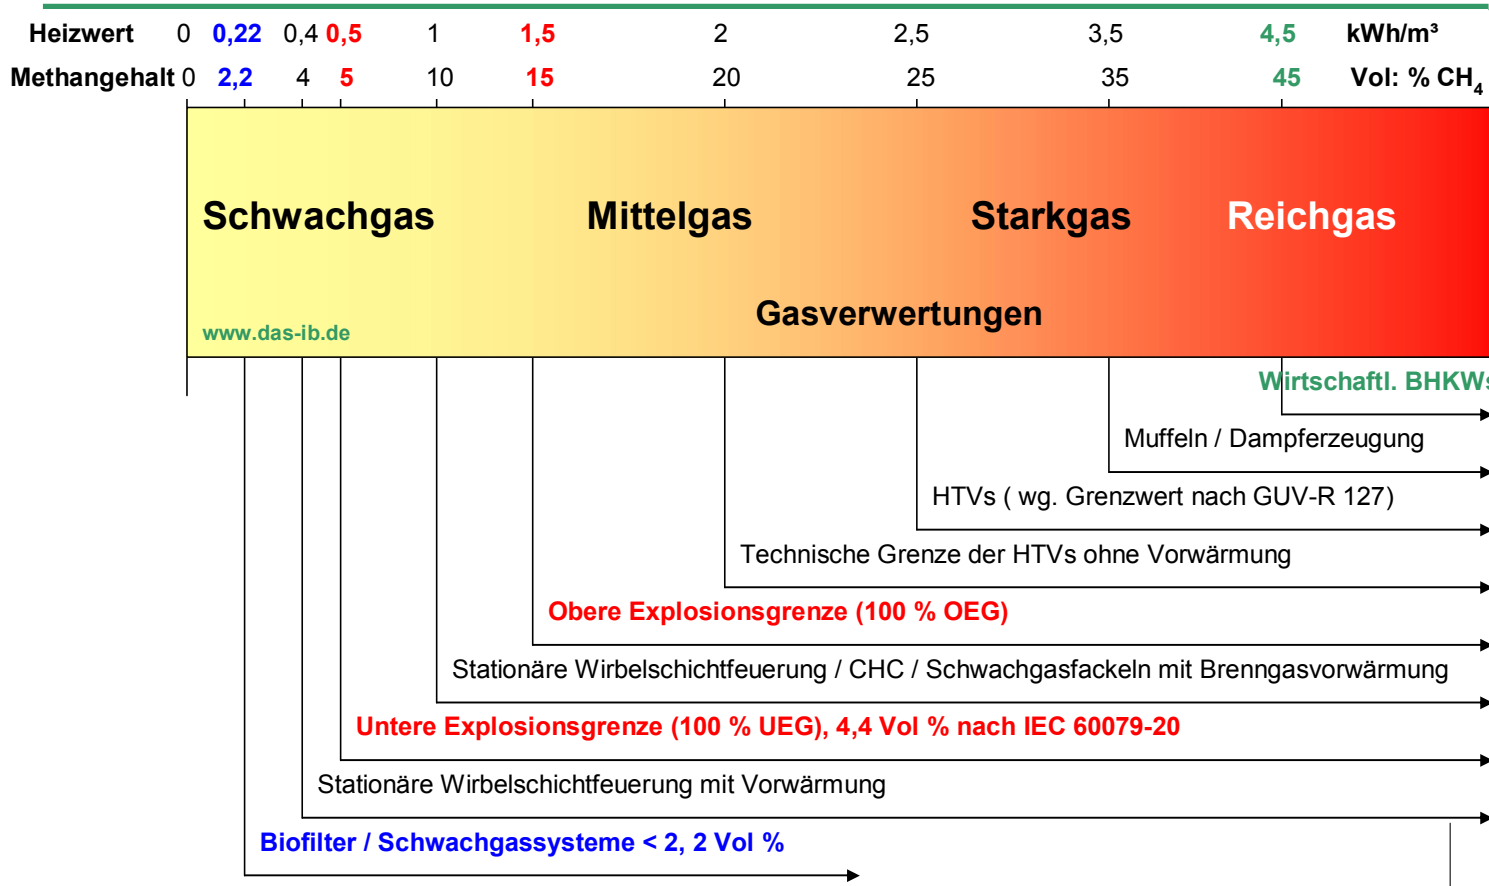 Heizwert 0 0,22 0,4 0,5 1 1,5 2 2,5 3,5 4,5 kWh/m³
Methangehalt 0 2,2 4 5 10 15 20 25 35 45 Vol: % CH₄
Schwachgas Mittelgas Starkgas Reichgas
Gasverwertungen
www.das-ib.de
Wirtschaftl. BHKWs
Muffeln / Dampferzeugung
HTVs ( wg. Grenzwert nach GUV-R 127)
Technische Grenze der HTVs ohne Vorwärmung
Obere Explosionsgrenze (100 % OEG)
Stationäre Wirbelschichtfeuerung / CHC / Schwachgasfackeln mit Brenngasvorwärmung
Untere Explosionsgrenze (100 % UEG), 4,4 Vol % nach IEC 60079-20
Stationäre Wirbelschichtfeuerung mit Vorwärmung
Biofilter / Schwachgassysteme < 2, 2 Vol %